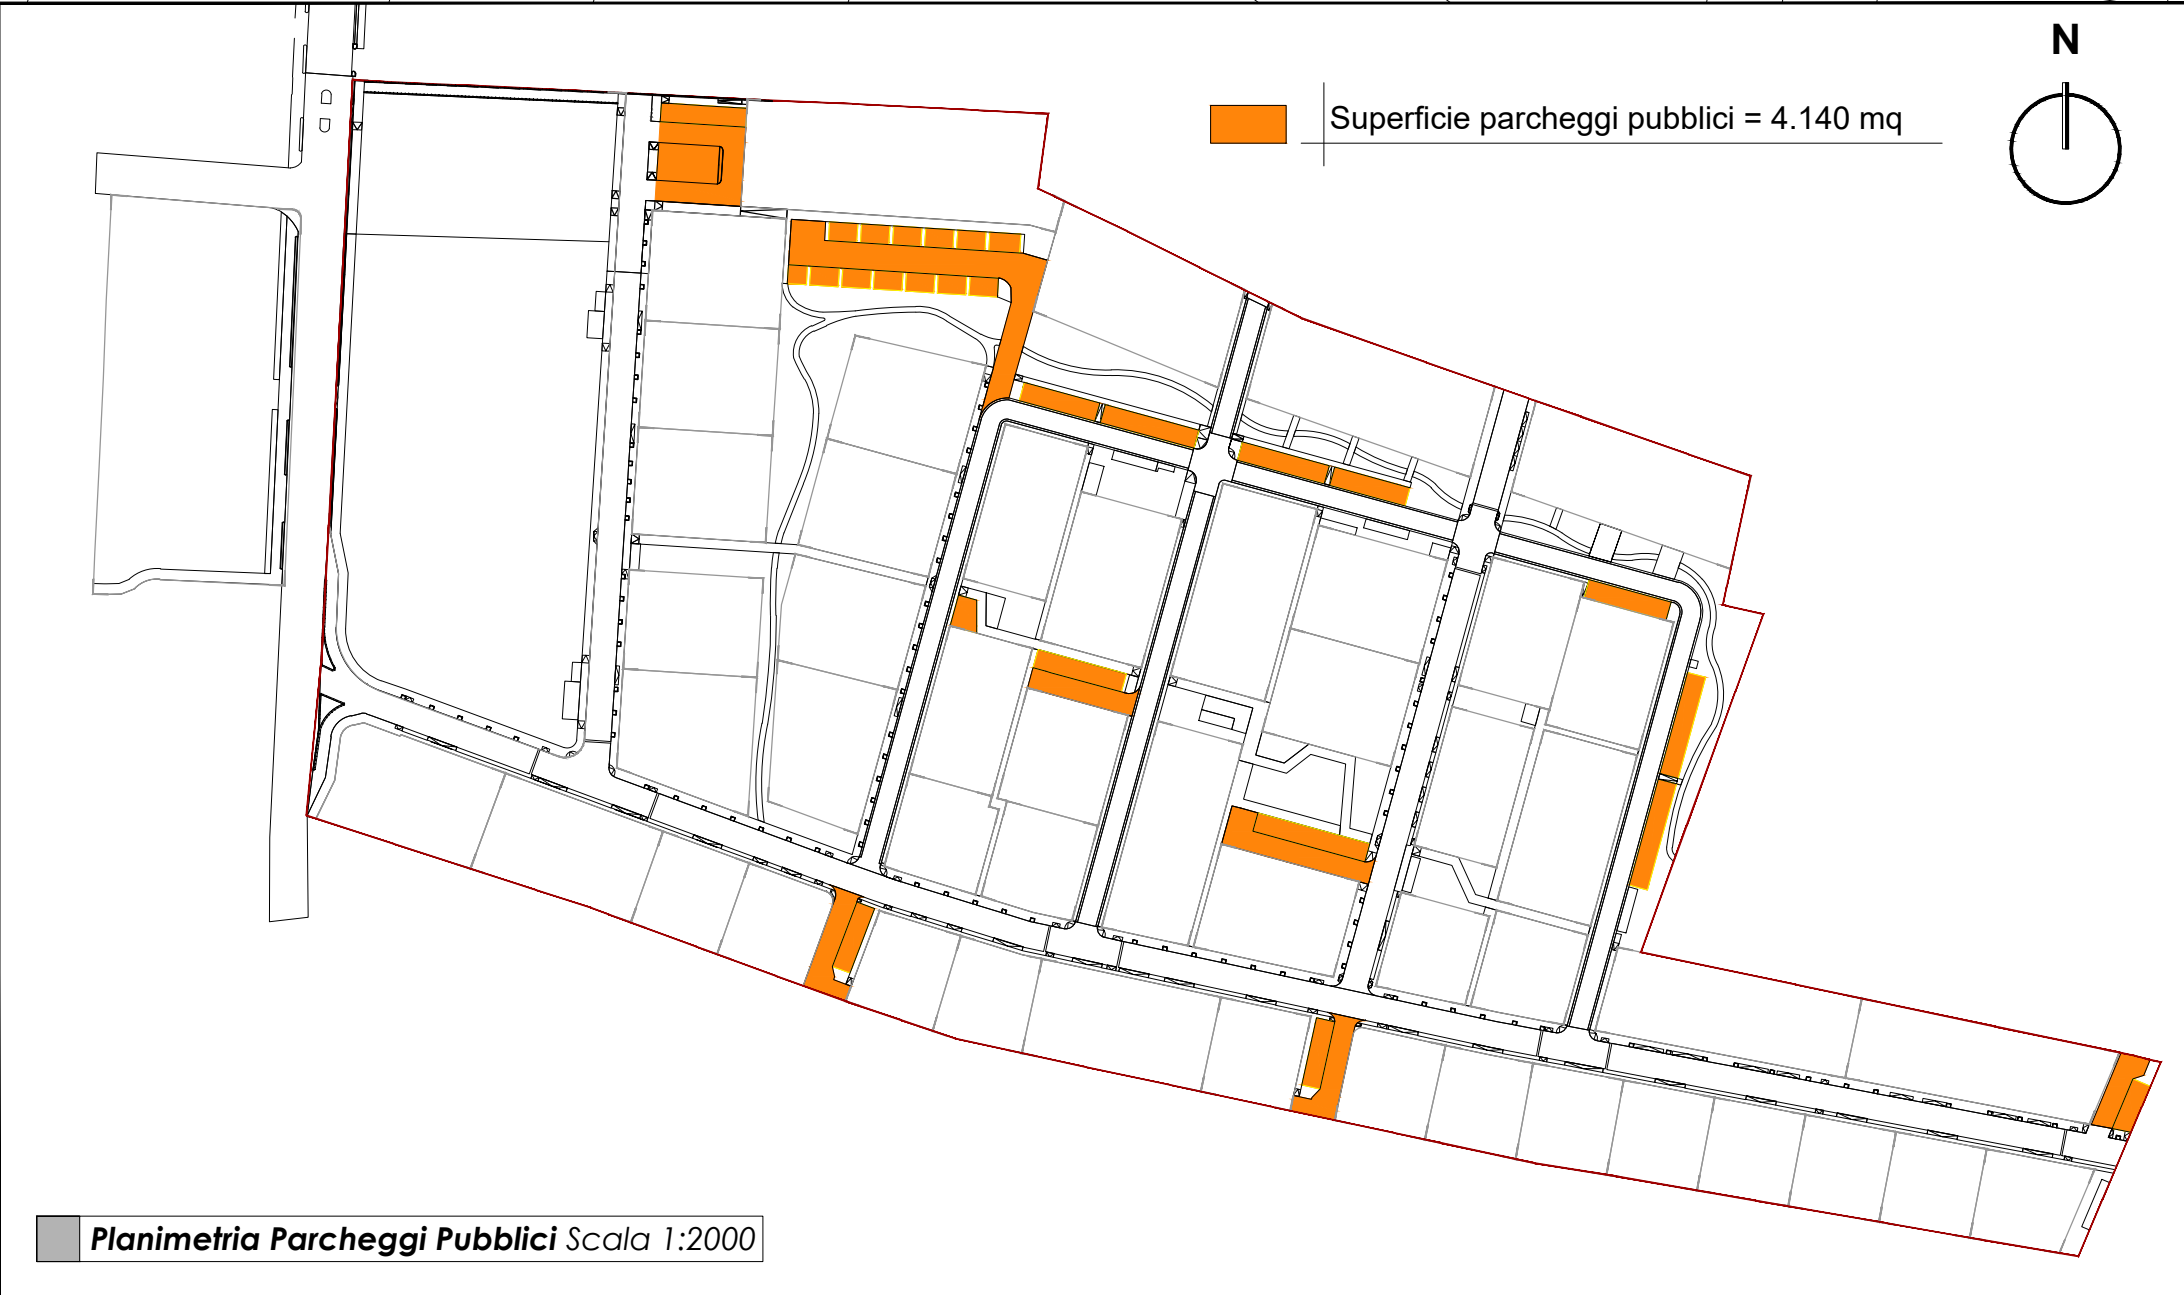 N
Superficie parcheggi pubblici = 4.140 mq
Planimetria Parcheggi Pubblici Scala 1:2000